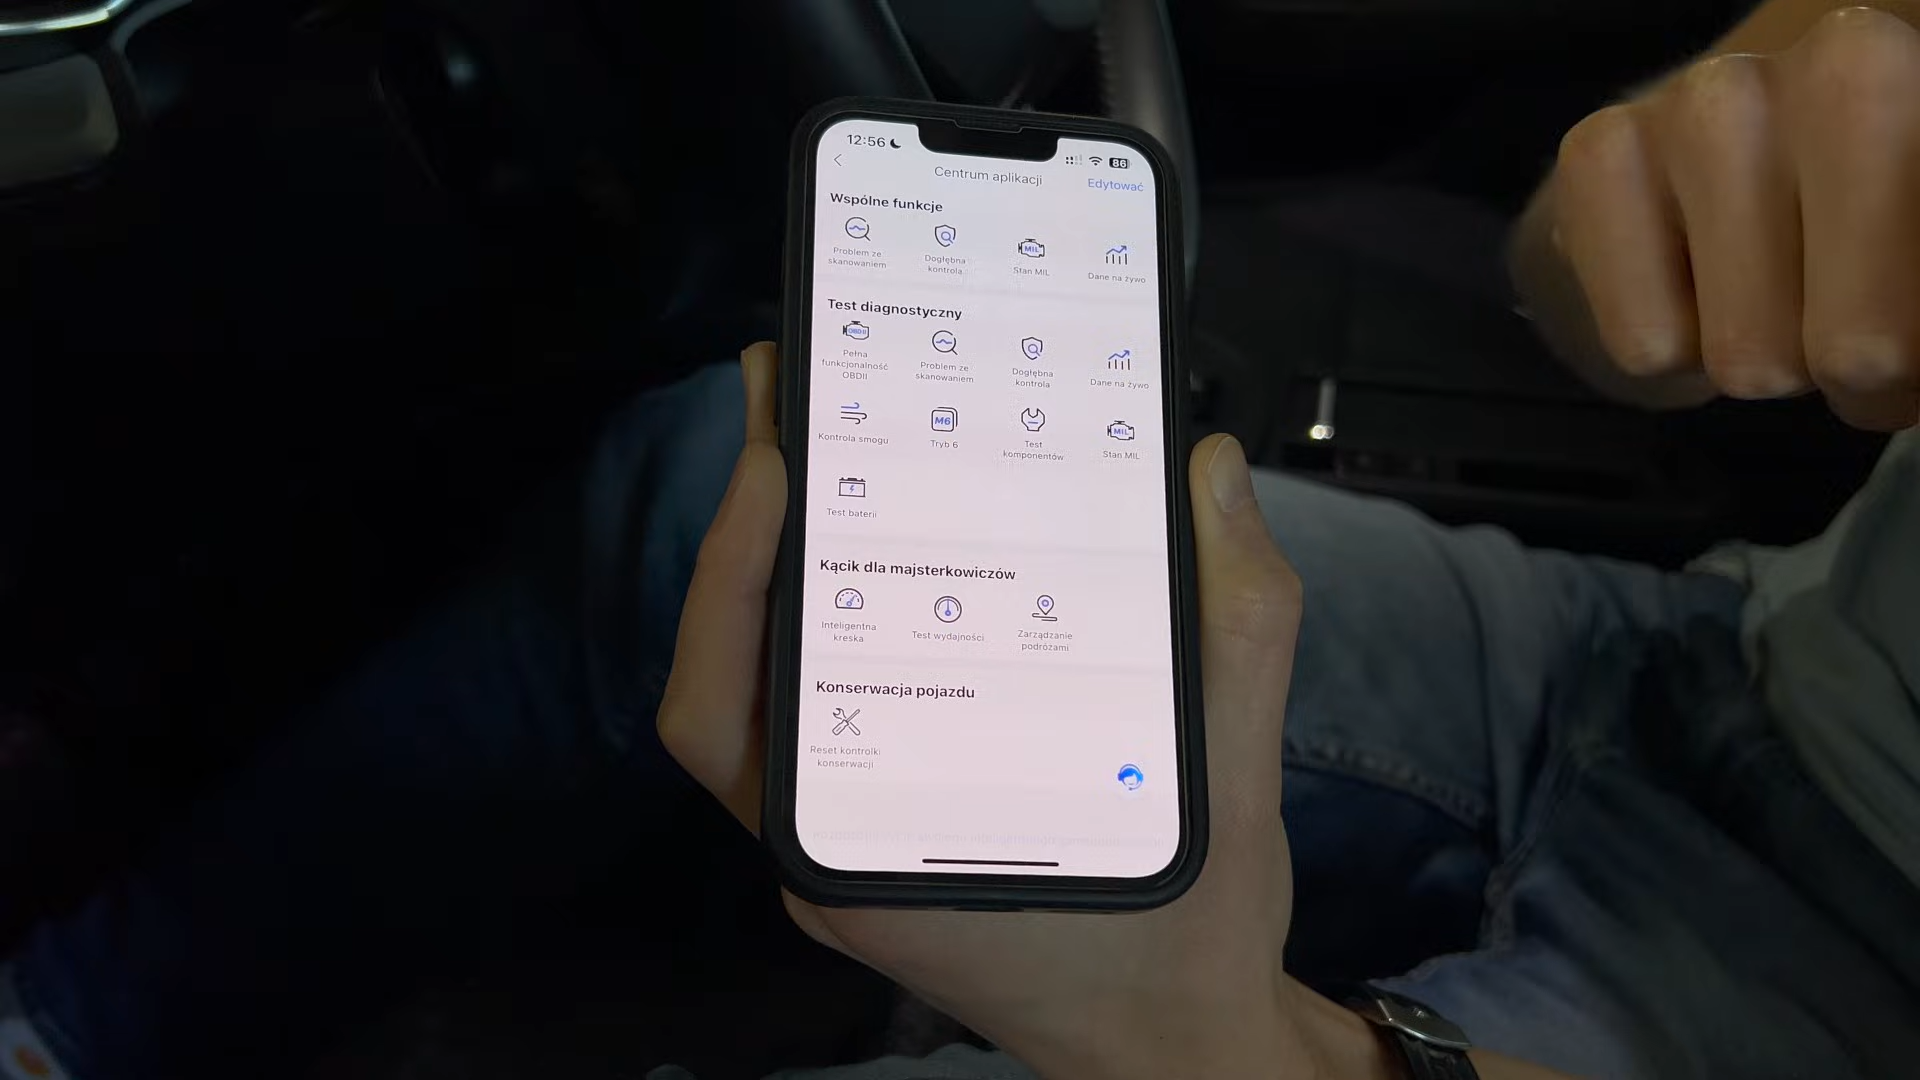 12:56
86
Centrum aplikacji
Edytować
Wspólne funkcje
Problem ze
skanowaniem
Dogłębna
kontrola
MIL
Stan MIL
Dane na żywo
Test diagnostyczny
OBDII
Pełna
funkcjonalność
OBDII
Problem ze
skanowaniem
Dogłębna
kontrola
Dane na żywo
Kontrola smogu
M6
Tryb 6
Test
komponentów
MIL
Stan MIL
Test baterii
Kącik dla majsterkowiczów
Inteligentna
kreska
Test wydajności
Zarządzanie
podróżami
Konserwacja pojazdu
Reset kontrolki
konserwacji